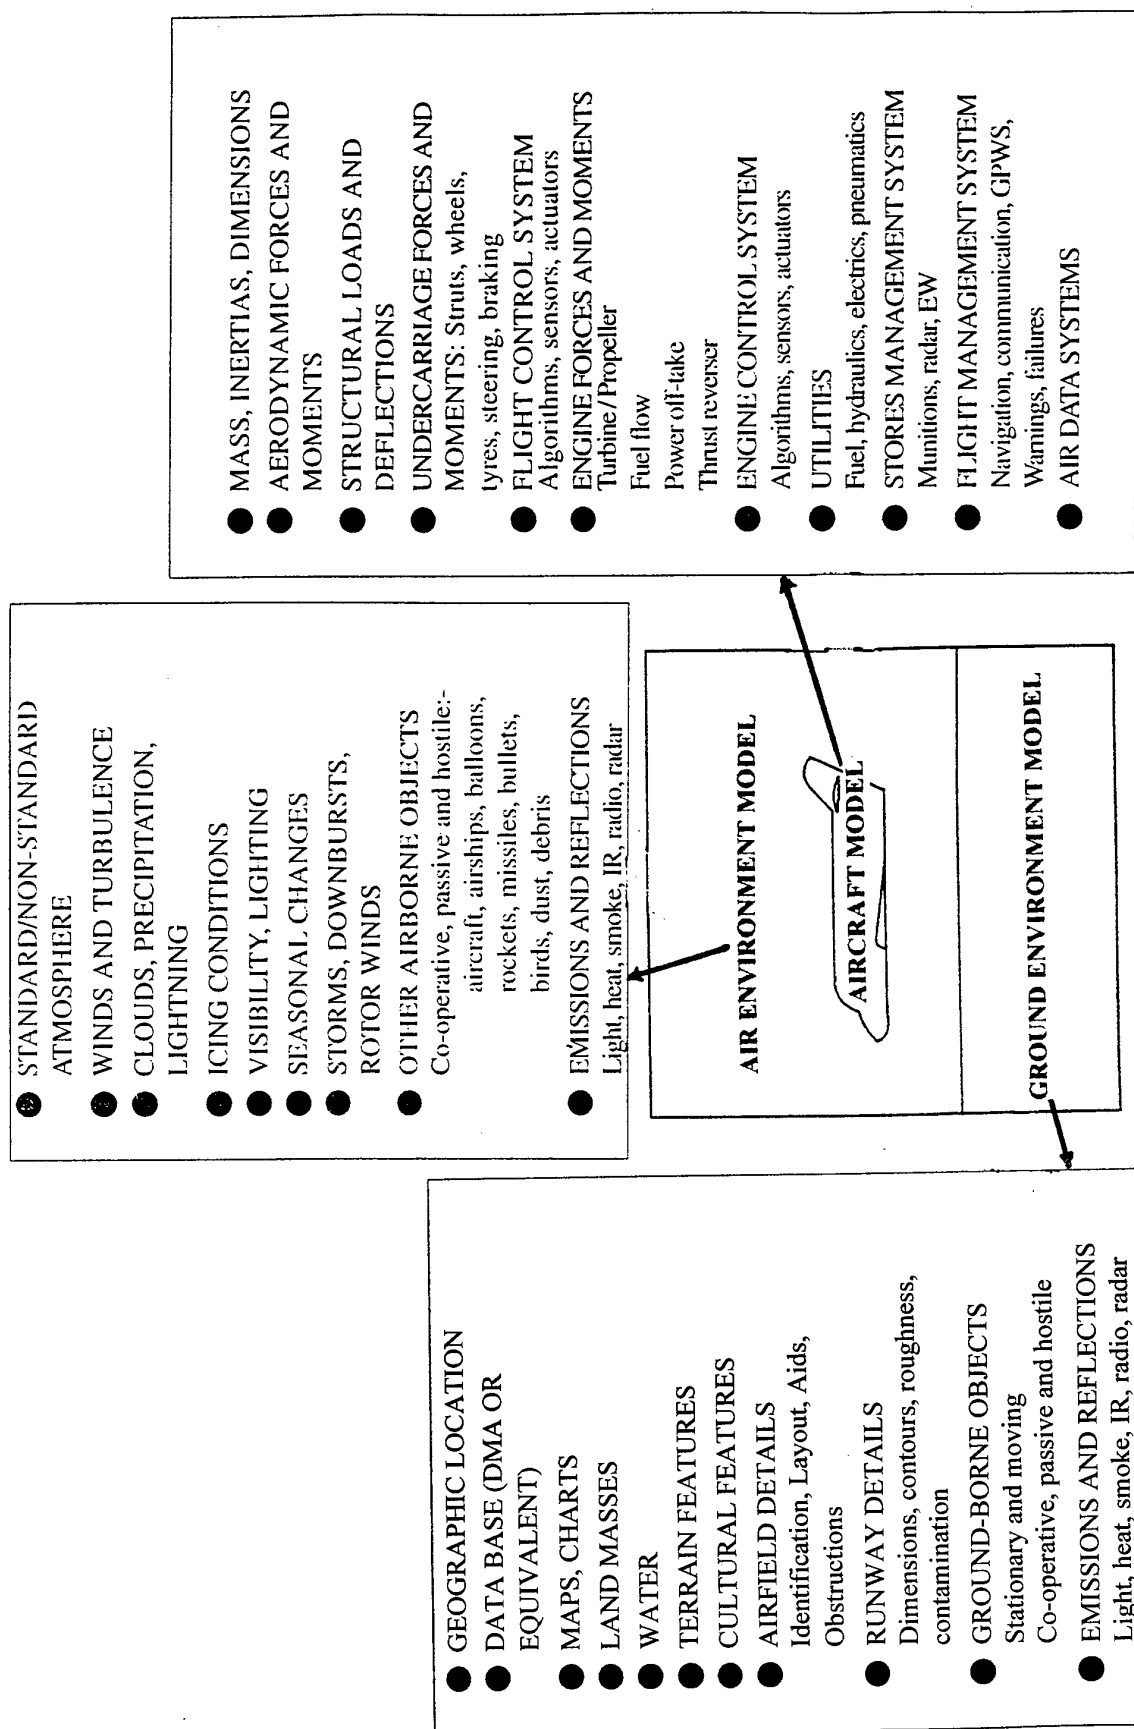 ● GEOGRAPHIC LOCATION
● DATA BASE (DMA OR
EQUIVALENT)
● MAPS, CHARTS
● LAND MASSES
● WATER
● TERRAIN FEATURES
● CULTURAL FEATURES
● AIRFIELD DETAILS
Identification, Layout, Aids,
Obstructions
● RUNWAY DETAILS
Dimensions, contours, roughness,
contamination
● GROUND-BORNE OBJECTS
Stationary and moving
Co-operative, passive and hostile
● EMISSIONS AND REFLECTIONS
Light, heat, smoke, IR, radio, radar
● STANDARD/NON-STANDARD
ATMOSPHERE
● WINDS AND TURBULENCE
● CLOUDS, PRECIPITATION,
LIGHTNING
● ICING CONDITIONS
● VISIBILITY, LIGHTING
● SEASONAL CHANGES
● STORMS, DOWNBURSTS,
ROTOR WINDS
● OTHER AIRBORNE OBJECTS
Co-operative, passive and hostile:-
aircraft, airships, balloons,
rockets, missiles, bullets,
birds, dust, debris
● EMISSIONS AND REFLECTIONS
Light, heat, smoke, IR, radio, radar
AIR ENVIRONMENT MODEL
AIRCRAFT MODEL
GROUND ENVIRONMENT MODEL
● MASS, INERTIAS, DIMENSIONS
● AERODYNAMIC FORCES AND
MOMENTS
● STRUCTURAL LOADS AND
DEFLECTIONS
● UNDERCARRIAGE FORCES AND
MOMENTS: Struts, wheels,
tyres, steering, braking
● FLIGHT CONTROL SYSTEM
Algorithms, sensors, actuators
● ENGINE FORCES AND MOMENTS
Turbine/Propeller
Fuel flow
Power off-take
Thrust reverser
● ENGINE CONTROL SYSTEM
Algorithms, sensors, actuators
● UTILITIES
Fuel, hydraulics, electrics, pneumatics
● STORES MANAGEMENT SYSTEM
Munitions, radar, EW
● FLIGHT MANAGEMENT SYSTEM
Navigation, communication, GPWS,
Warnings, failures
● AIR DATA SYSTEMS